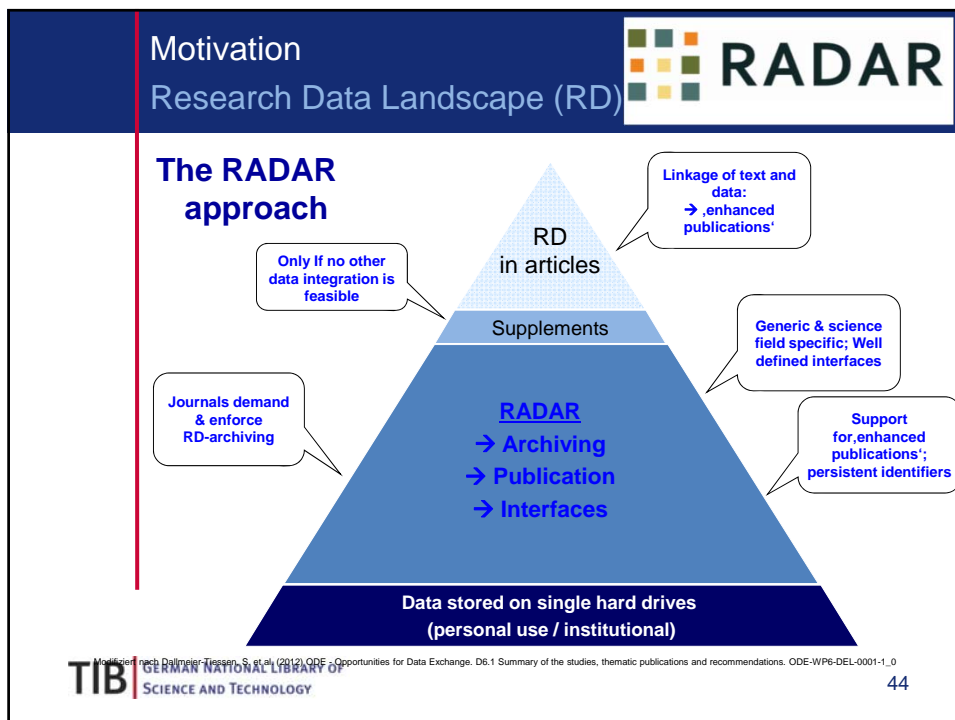 Motivation
Research Data Landscape (RD)
RADAR
The RADAR
approach
Linkage of text and
data:
→ ‚enhanced
publications‘
RD
in articles
Only If no other
data integration is
feasible
Supplements
Generic & science
field specific; Well
defined interfaces
Journals demand
& enforce
RD-archiving
RADAR
→ Archiving
→ Publication
→ Interfaces
Support
for‚enhanced
publications‘;
persistent identifiers
Data stored on single hard drives
(personal use / institutional)
Modifiziert nach Dallmeier-Tiessen, S. et al. (2012) ODE - Opportunities for Data Exchange. D6.1 Summary of the studies, thematic publications and recommendations. ODE-WP6-DEL-0001-1_0
TIB GERMAN NATIONAL LIBRARY OF
SCIENCE AND TECHNOLOGY
44